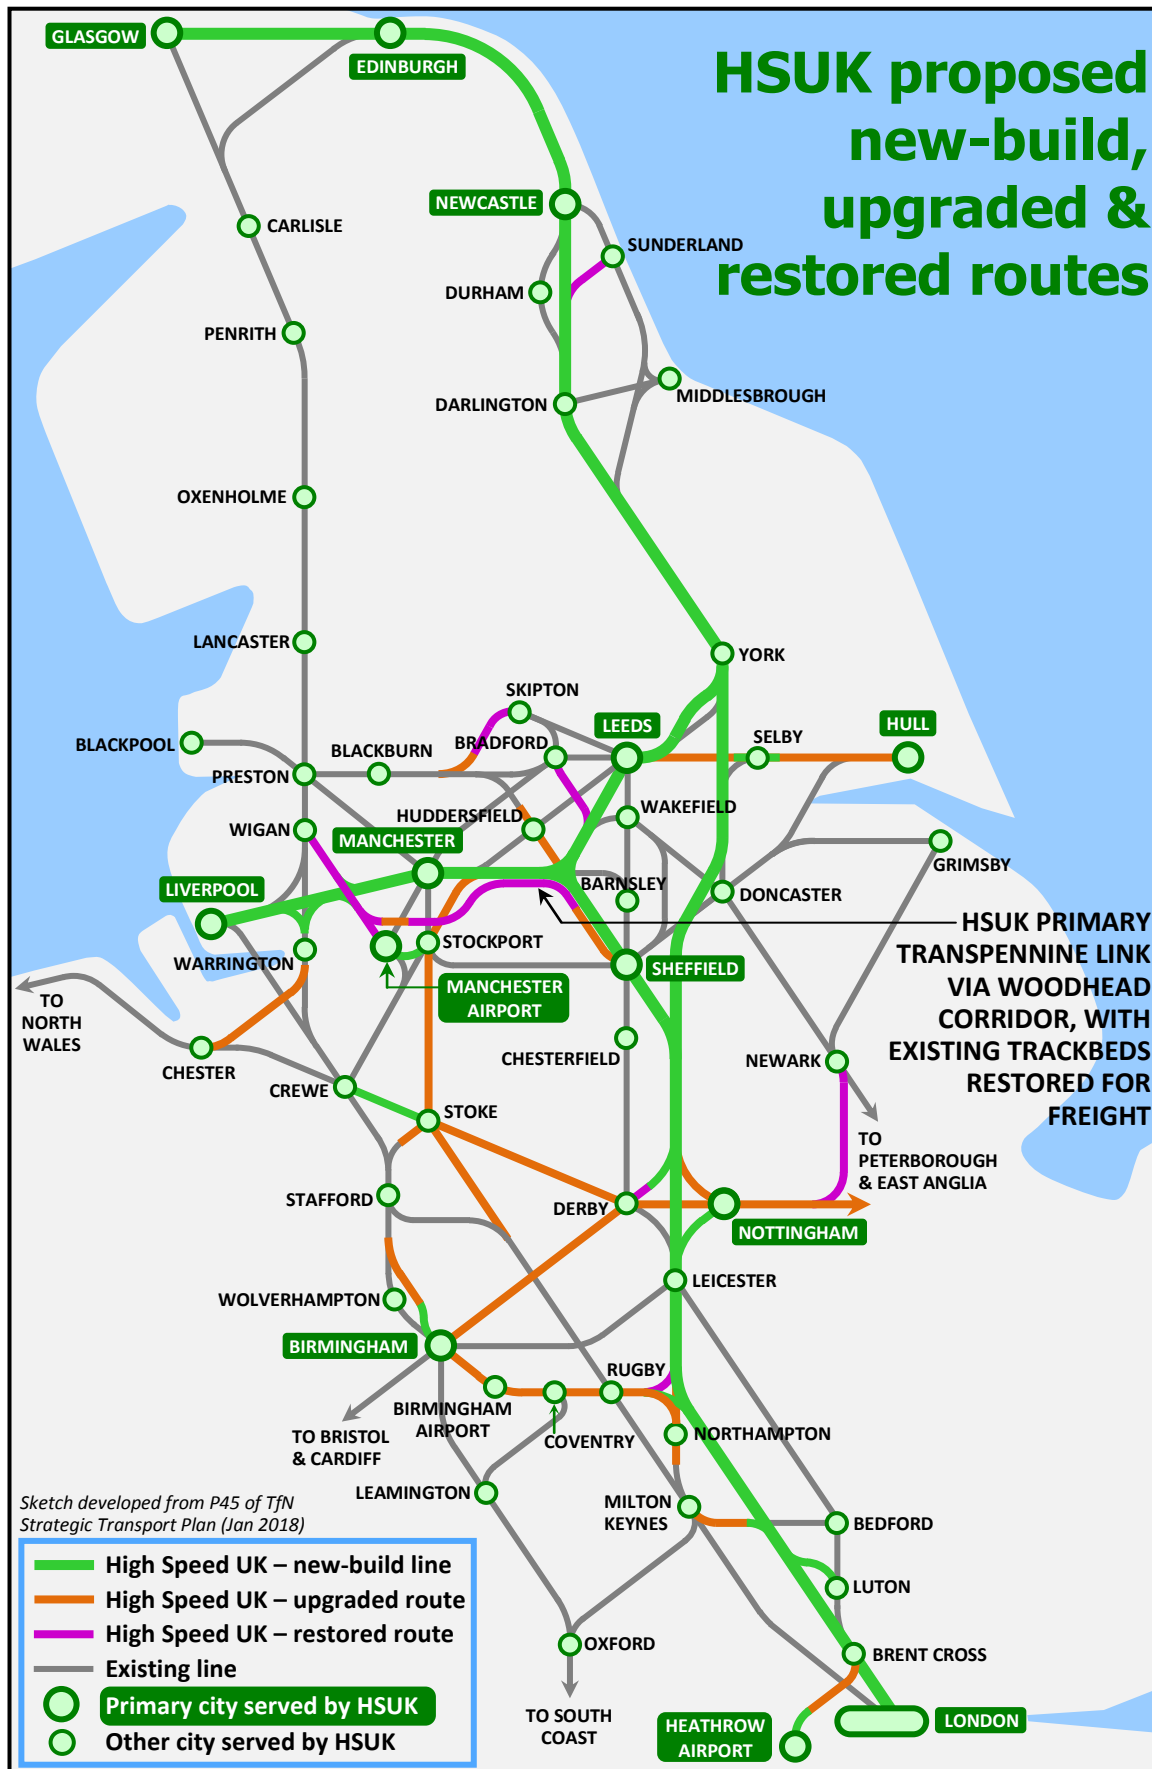 HSUK proposed
new-build,
upgraded &
restored routes
GLASGOW
EDINBURGH
NEWCASTLE
SUNDERLAND
CARLISLE
DURHAM
PENRITH
DARLINGTON
MIDDLESBROUGH
OXENHOLME
LANCASTER
YORK
SKIPTON
LEEDS
HULL
BLACKPOOL
BLACKBURN
BRADFORD
SELBY
PRESTON
WAKEFIELD
HUDDERSFIELD
WIGAN
MANCHESTER
GRIMSBY
LIVERPOOL
BARNSLEY
DONCASTER
HSUK PRIMARY
TRANSPENNINE LINK
VIA WOODHEAD
CORRIDOR, WITH
EXISTING TRACKBEDS
RESTORED FOR
FREIGHT
STOCKPORT
WARRINGTON
SHEFFIELD
MANCHESTER
AIRPORT
TO
NORTH
WALES
CHESTERFIELD
NEWARK
CHESTER
CREWE
STOKE
TO
PETERBOROUGH
& EAST ANGLIA
STAFFORD
DERBY
NOTTINGHAM
LEICESTER
WOLVERHAMPTON
BIRMINGHAM
RUGBY
BIRMINGHAM
AIRPORT
TO BRISTOL
& CARDIFF
COVENTRY
NORTHAMPTON
LEAMINGTON
MILTON
KEYNES
BEDFORD
LUTON
OXFORD
BRENT CROSS
TO SOUTH
COAST
HEATHROW
AIRPORT
LONDON
Sketch developed from P45 of TfN
Strategic Transport Plan (Jan 2018)
High Speed UK – new-build line
High Speed UK – upgraded route
High Speed UK – restored route
Existing line
Primary city served by HSUK
Other city served by HSUK